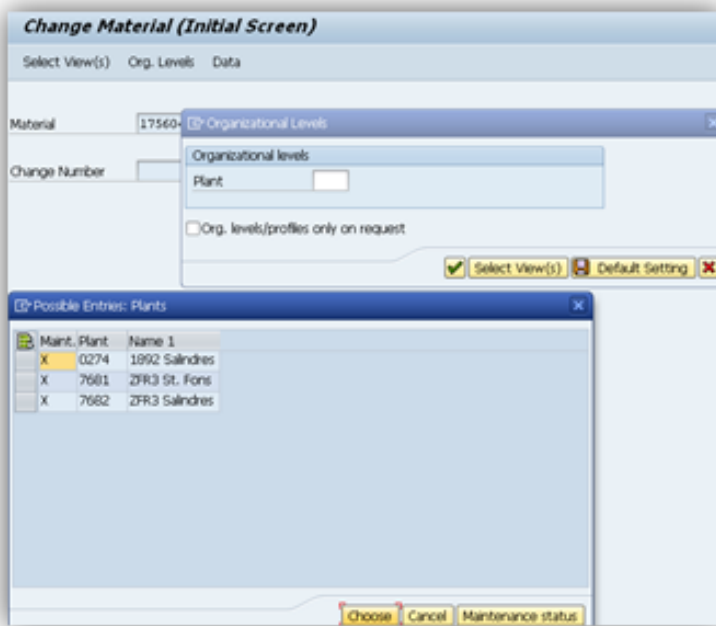 Change Material (Initial Screen)
Select View(s) Org. Levels Data
Material 17560
Organizational Levels
Organizational levels
Change Number
Plant
Org. levels/profiles only on request
Select View(s) Default Setting
Possible Entries: Plants
Maint. Plant Name 1
X 0274 1892 Salindres
X 7681 ZFR3 St. Fons
X 7682 ZFR3 Salindres
Choose Cancel Maintenance status